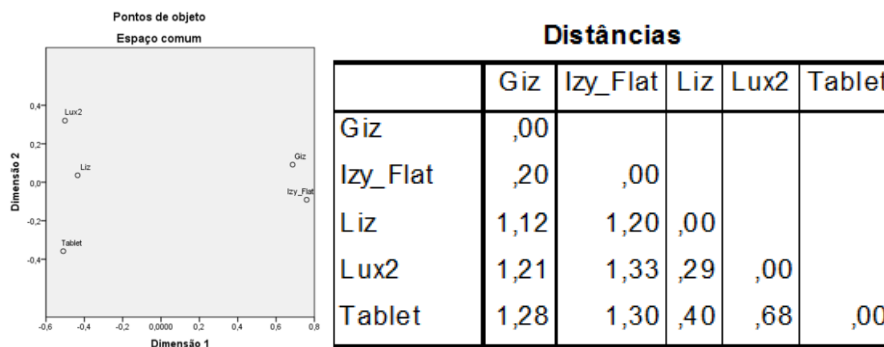 Pontos de objeto
Espaço comum
Dimensão 2
0,4
0,2
0,0
-0,2
-0,4
Lux2
Liz
Tablet
Giz
Izy_Flat
-0,6 -0,4 -0,2 0,0000 0,2 0,4 0,6 0,8
Dimensão 1
Distâncias
Giz Izy_Flat Liz Lux2 Tablet
Giz ,00
Izy_Flat ,20 ,00
Liz 1,12 1,20 ,00
Lux2 1,21 1,33 ,29 ,00
Tablet 1,28 1,30 ,40 ,68 ,00